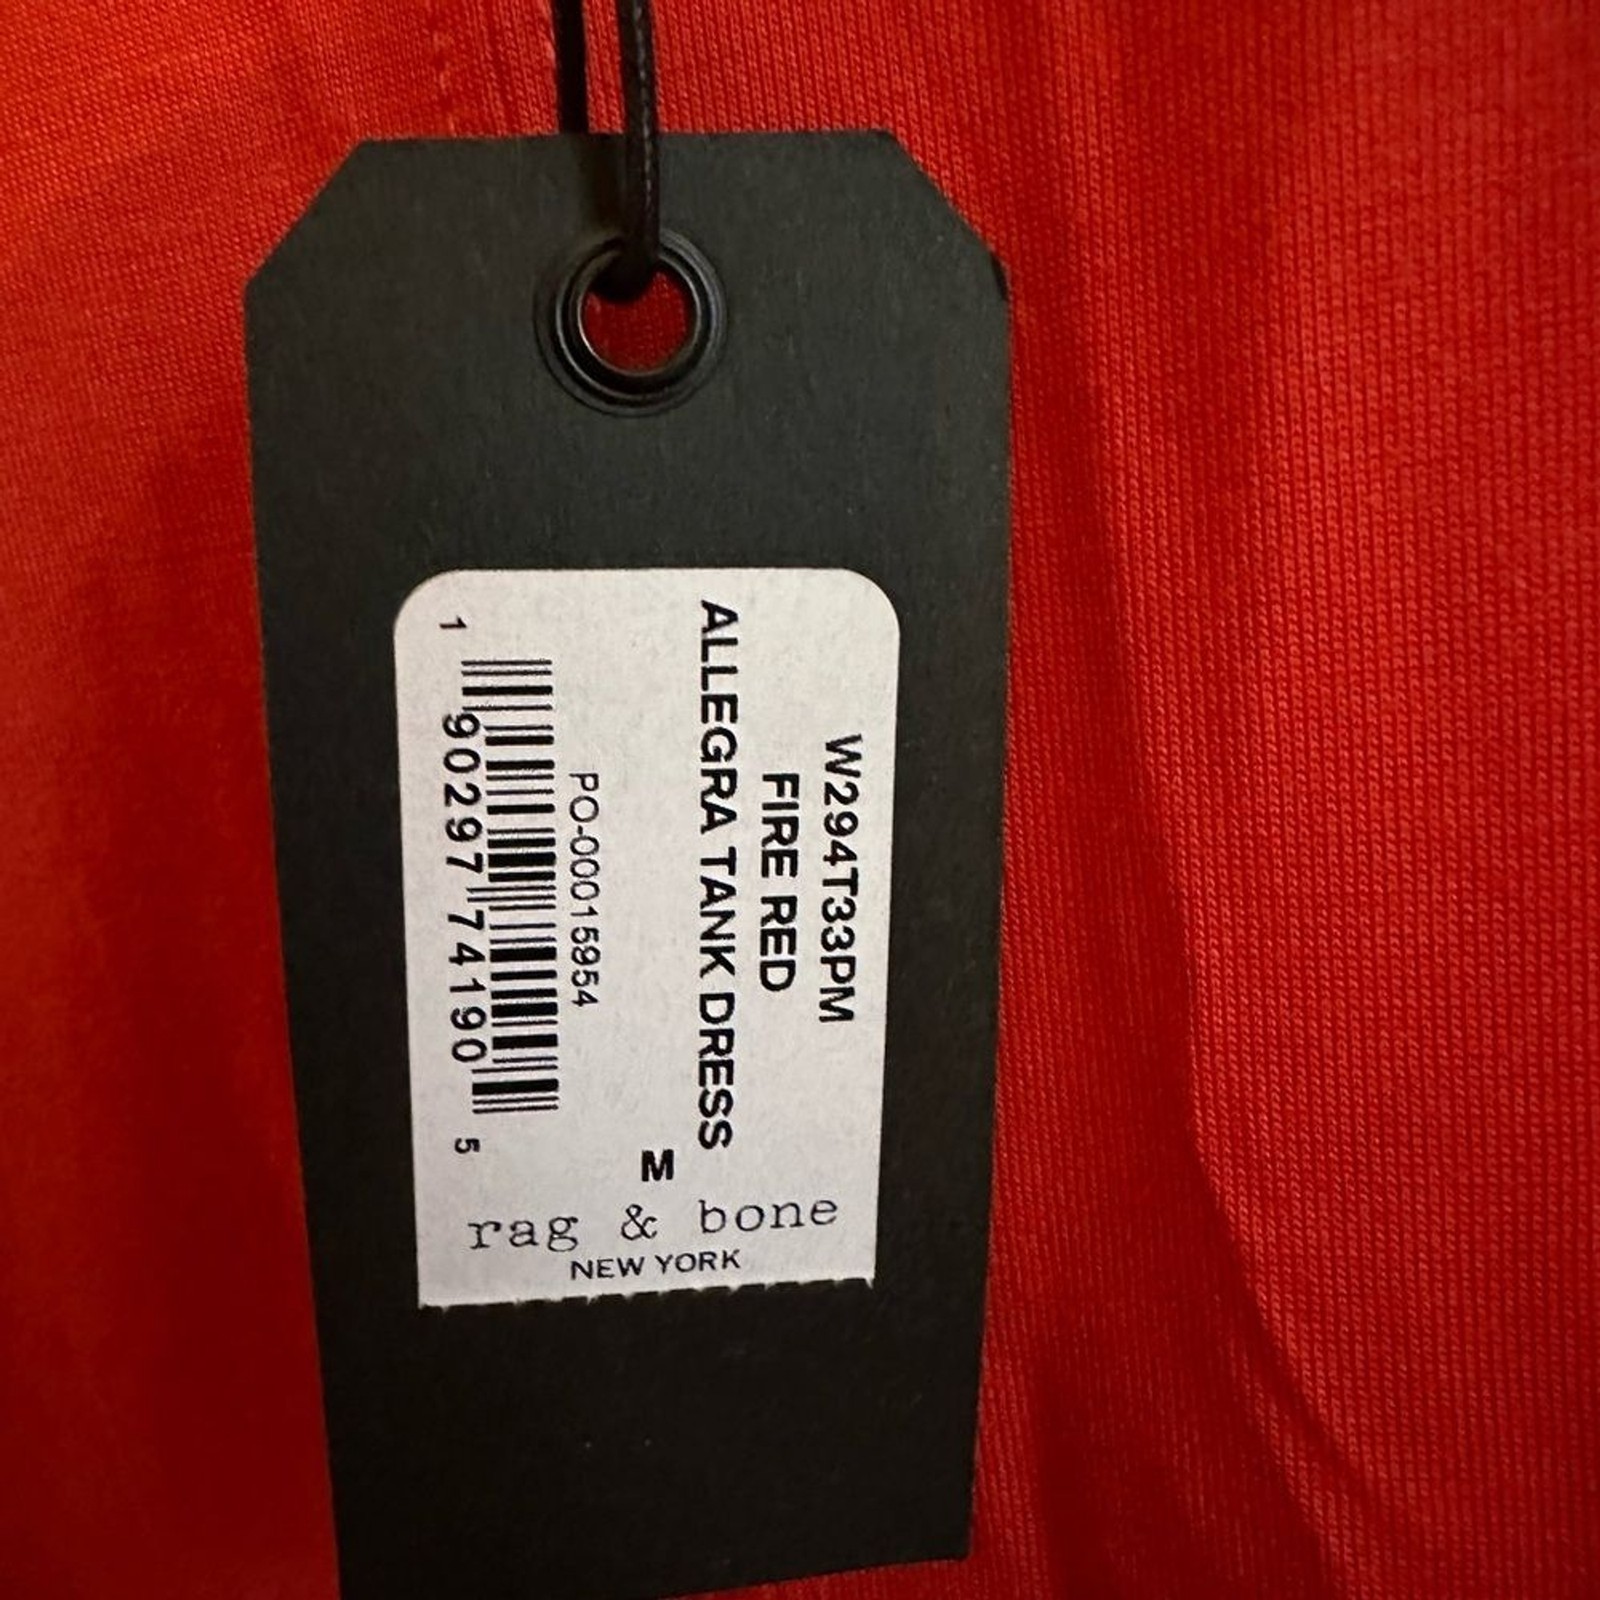 W294T33PM
FIRE RED
ALLEGRA TANK DRESS
M
PO-00015954
1 90297 74190 5
rag & bone
NEW YORK